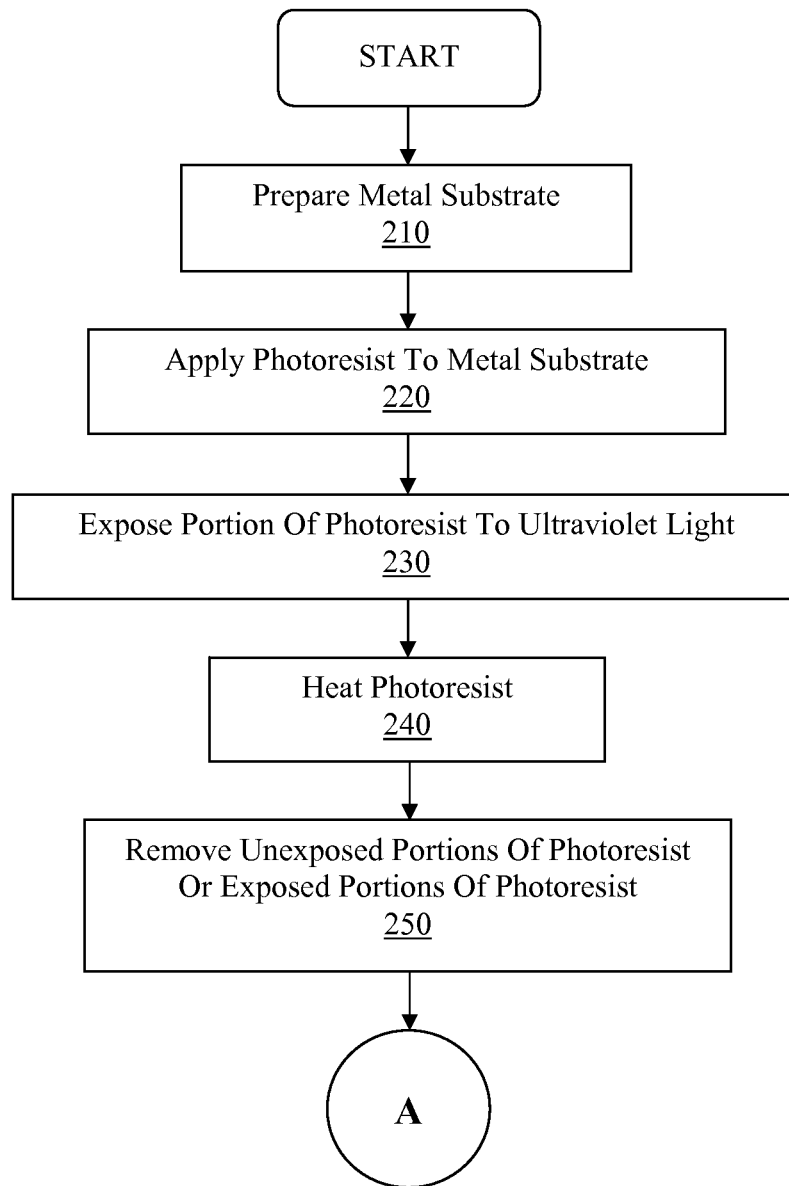 START
Prepare Metal Substrate
210
Apply Photoresist To Metal Substrate
220
Expose Portion Of Photoresist To Ultraviolet Light
230
Heat Photoresist
240
Remove Unexposed Portions Of Photoresist
Or Exposed Portions Of Photoresist
250
A